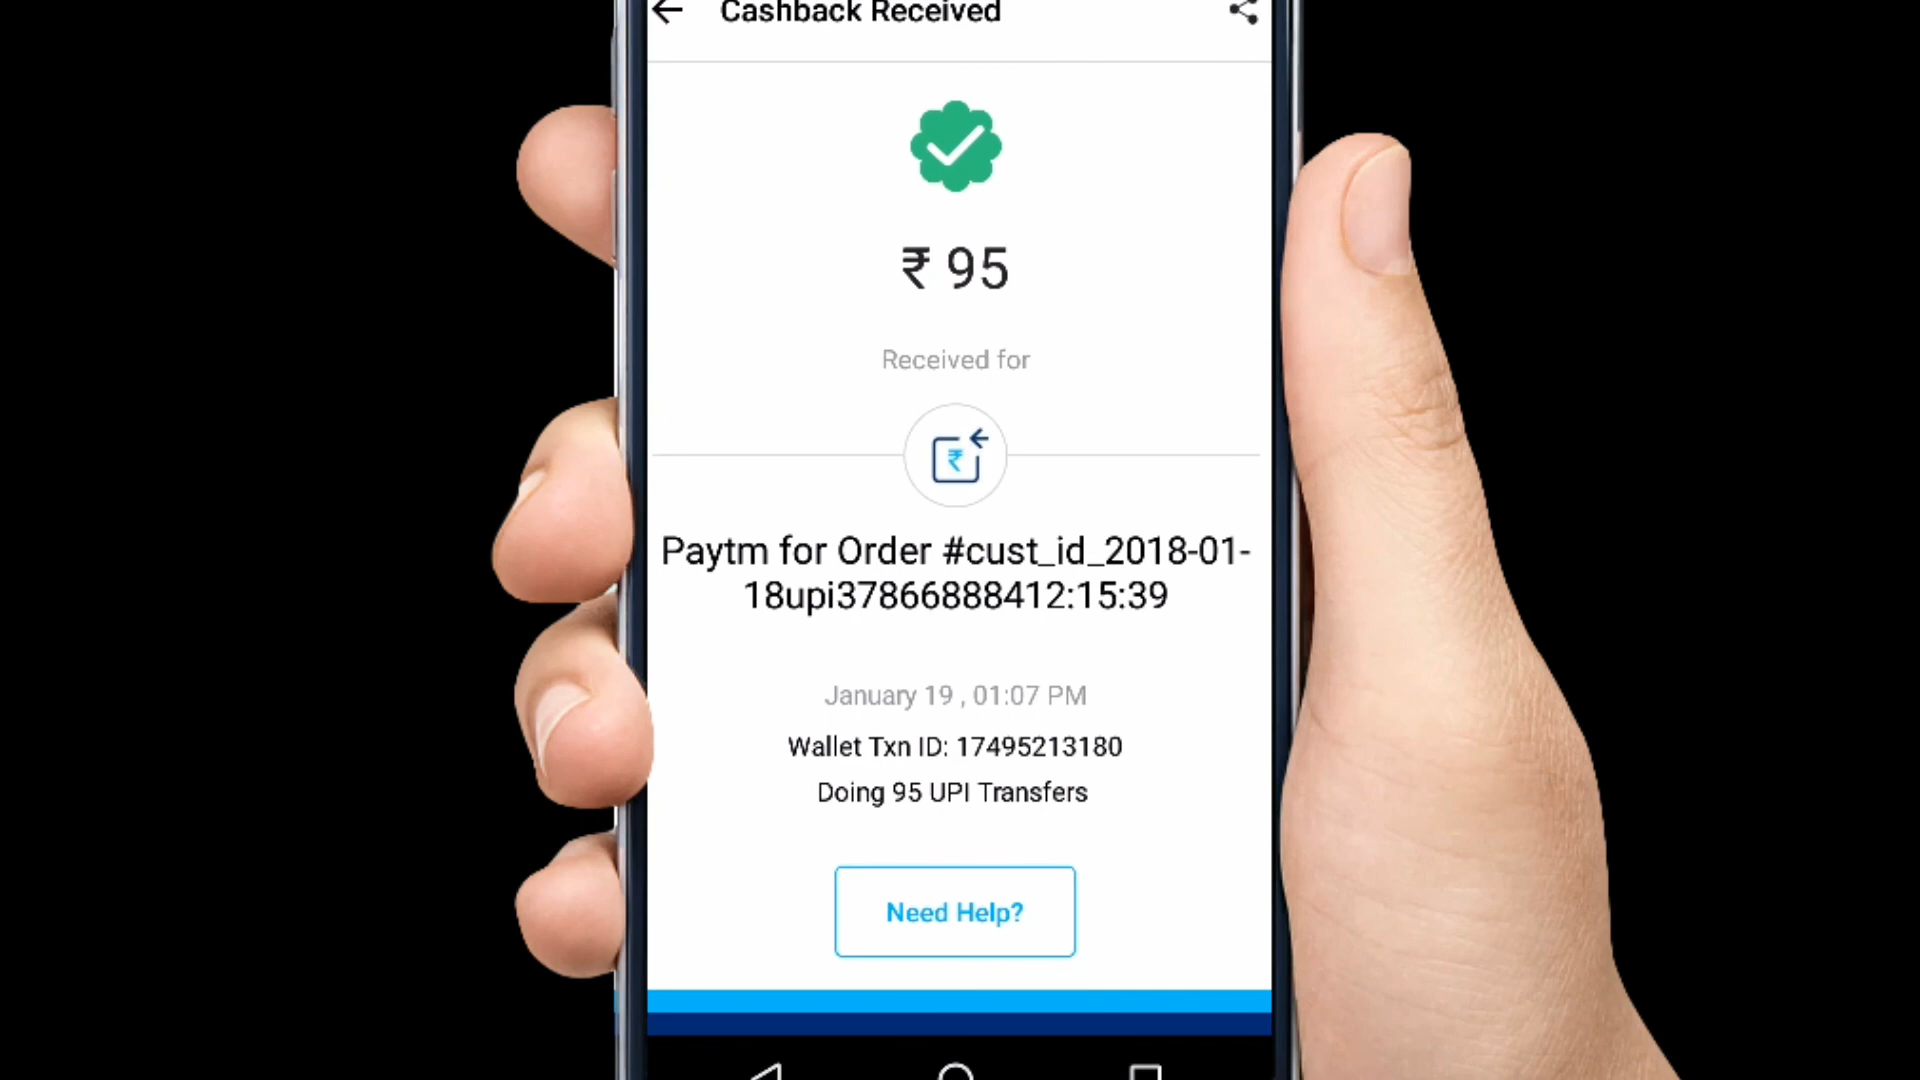 Cashback Received
₹ 95
Received for
₹
Paytm for Order #cust_id_2018-01-
18upi37866888412:15:39
January 19 , 01:07 PM
Wallet Txn ID: 17495213180
Doing 95 UPI Transfers
Need Help?